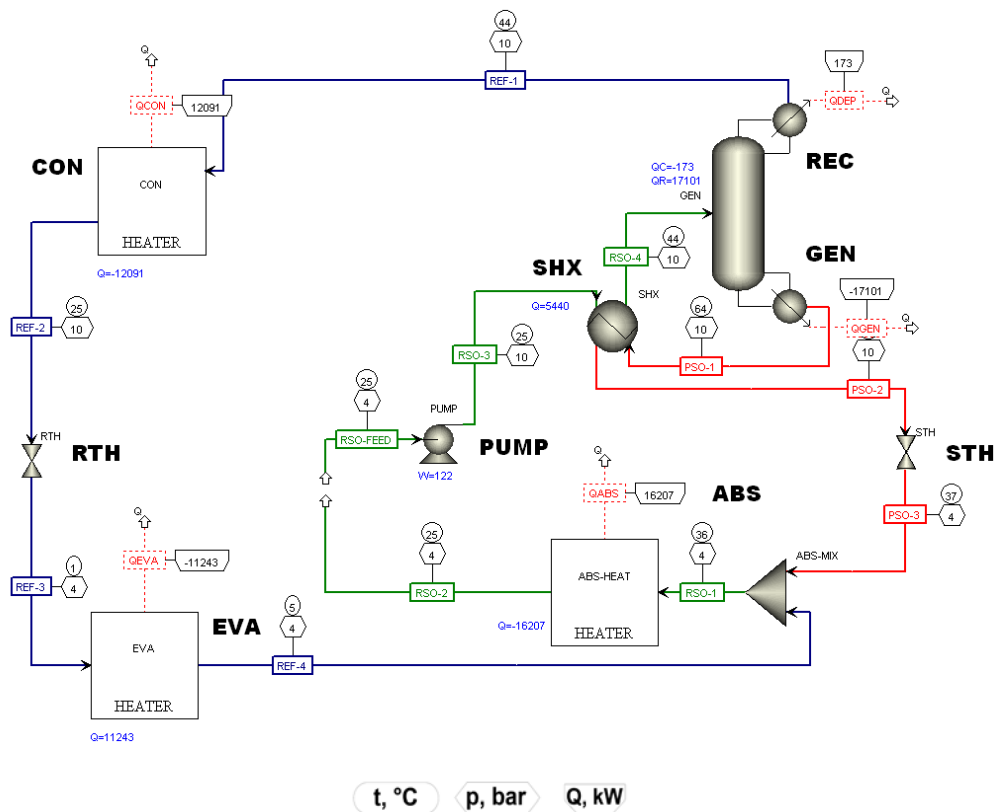 44
10
REF-1
173
QDEP
Q
Q
QCON
12091
CON
CON
HEATER
Q=-12091
REC
QC=-173
QR=17101
GEN
44
10
RSO-4
GEN
SHX
SHX
Q=5440
-17101
QGEN
Q
10
PSO-2
64
10
PSO-1
25
10
REF-2
25
10
RSO-3
25
4
RSO-FEED
PUMP
PUMP
W=122
RTH
RTH
STH
STH
Q
QABS
16207
ABS
37
4
PSO-3
ABS-MIX
Q
QEVA
-11243
1
4
REF-3
25
4
RSO-2
ABS-HEAT
HEATER
Q=-16207
36
4
RSO-1
5
4
REF-4
EVA
EVA
HEATER
Q=11243
t, °C
p, bar
Q, kW